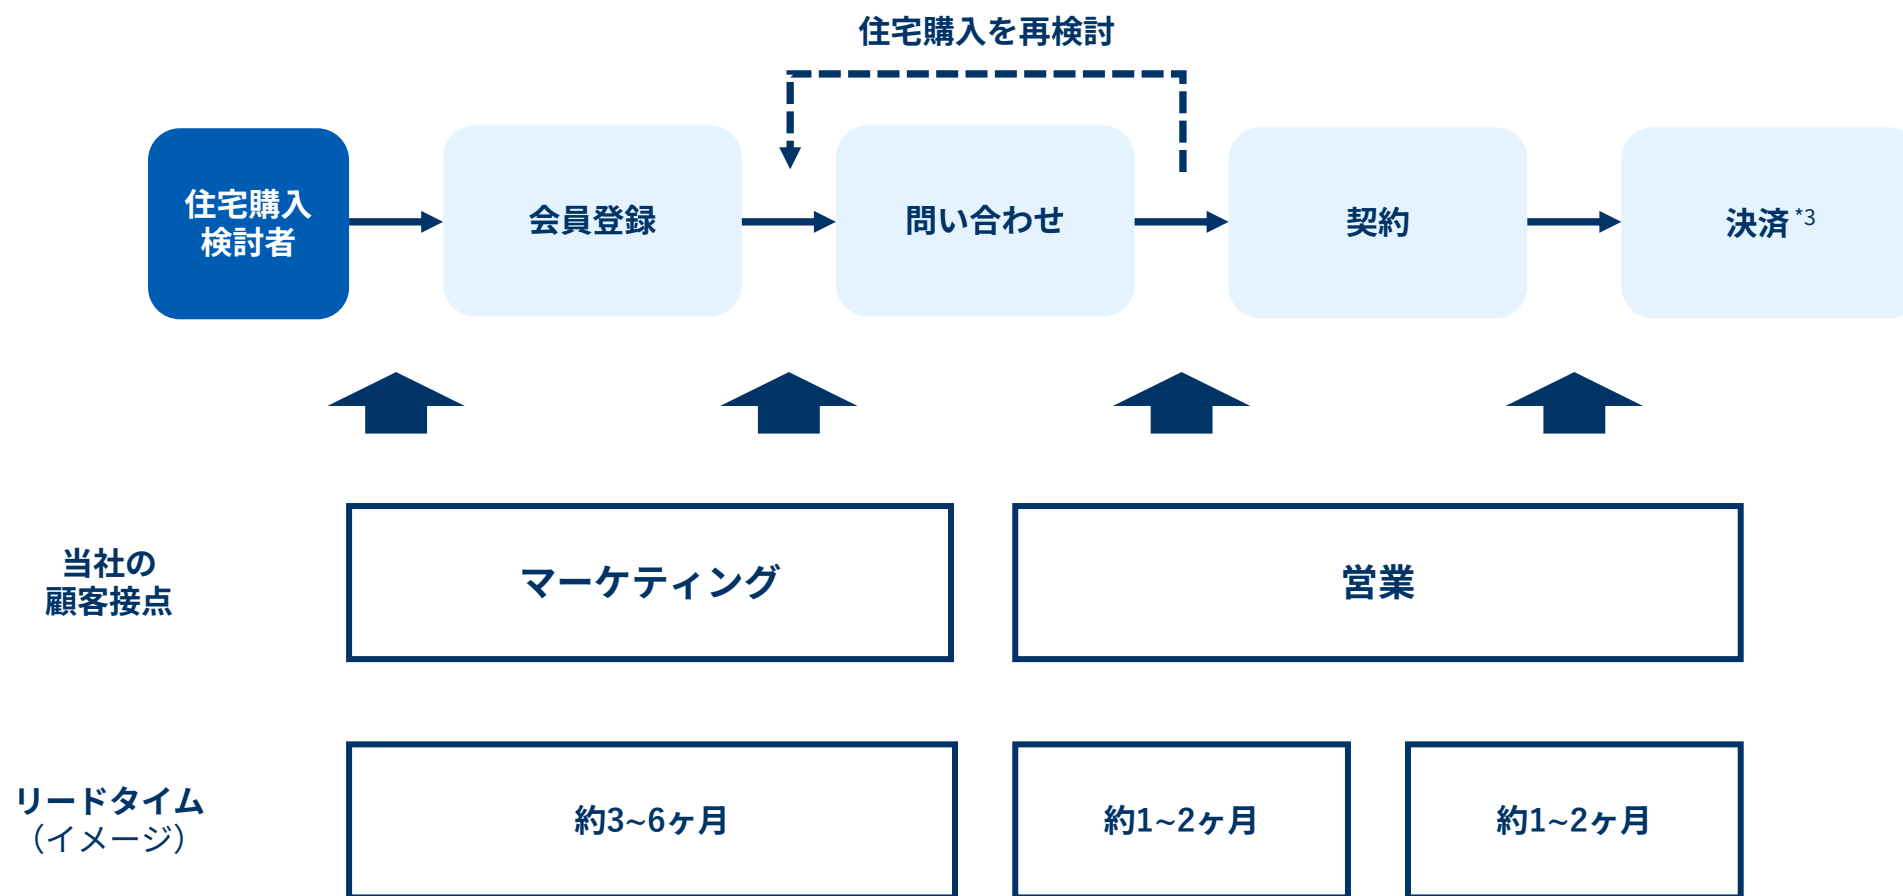 住宅購入を再検討
住宅購入
検討者
会員登録
問い合わせ
契約
決済 *3
当社の
顧客接点
マーケティング
営業
リードタイム
（イメージ）
約3~6ヶ月
約1~2ヶ月
約1~2ヶ月